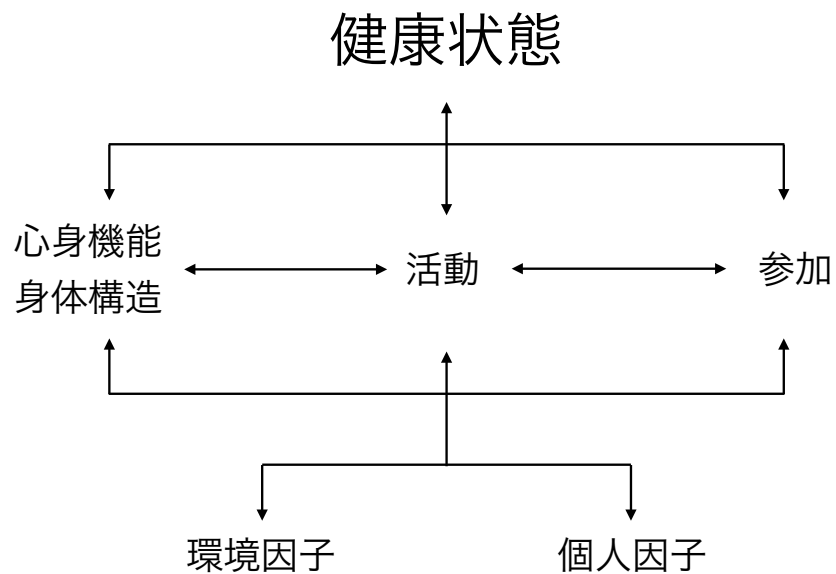 健康状態
心身機能
身体構造
活動
参加
環境因子
個人因子